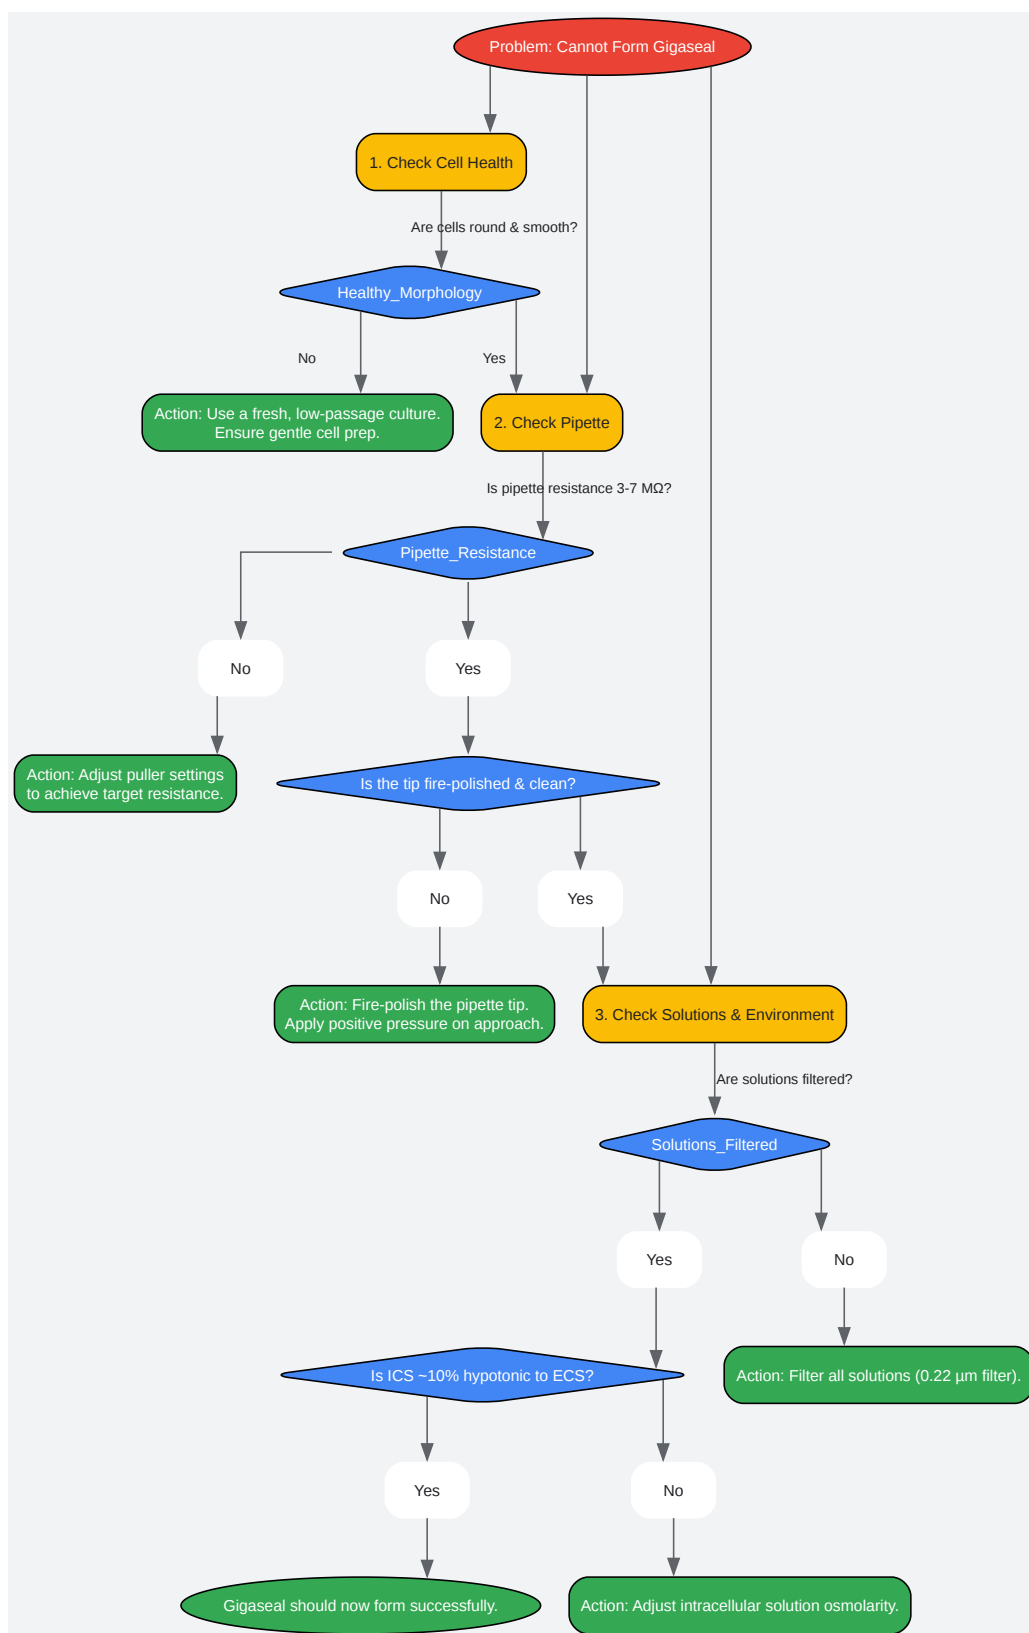 Problem: Cannot Form Gigaseal
1. Check Cell Health
Are cells round & smooth?
Healthy_Morphology
No
Yes
Action: Use a fresh, low-passage culture.
Ensure gentle cell prep.
2. Check Pipette
Is pipette resistance 3-7 MΩ?
Pipette_Resistance
No
Yes
Action: Adjust puller settings
to achieve target resistance.
Is the tip fire-polished & clean?
No
Yes
Action: Fire-polish the pipette tip.
Apply positive pressure on approach.
3. Check Solutions & Environment
Are solutions filtered?
Solutions_Filtered
Yes
No
Is ICS ~10% hypotonic to ECS?
Action: Filter all solutions (0.22 µm filter).
Yes
No
Gigaseal should now form successfully.
Action: Adjust intracellular solution osmolarity.